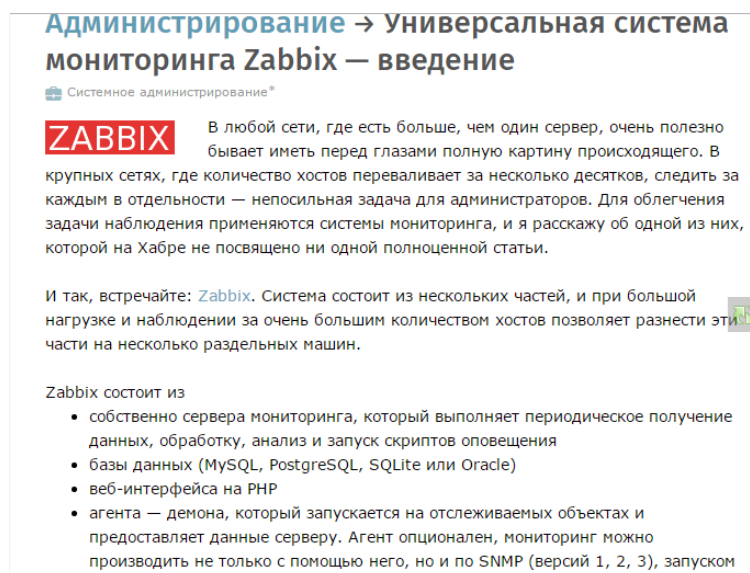 Администрирование → Универсальная система
мониторинга Zabbix — введение
Системное администрирование*
ZABBIX
В любой сети, где есть больше, чем один сервер, очень полезно
бывает иметь перед глазами полную картину происходящего. В
крупных сетях, где количество хостов переваливает за несколько десятков, следить за
каждым в отдельности — непосильная задача для администраторов. Для облегчения
задачи наблюдения применяются системы мониторинга, и я расскажу об одной из них,
которой на Хабре не посвящено ни одной полноценной статьи.
И так, встречайте: Zabbix. Система состоит из нескольких частей, и при большой
нагрузке и наблюдении за очень большим количеством хостов позволяет разнести эти
части на несколько раздельных машин.
Zabbix состоит из
• собственно сервера мониторинга, который выполняет периодическое получение
данных, обработку, анализ и запуск скриптов оповещения
• базы данных (MySQL, PostgreSQL, SQLite или Oracle)
• веб-интерфейса на PHP
• агента — демона, который запускается на отслеживаемых объектах и
предоставляет данные серверу. Агент опционален, мониторинг можно
производить не только с помощью него, но и по SNMP (версий 1, 2, 3), запуском